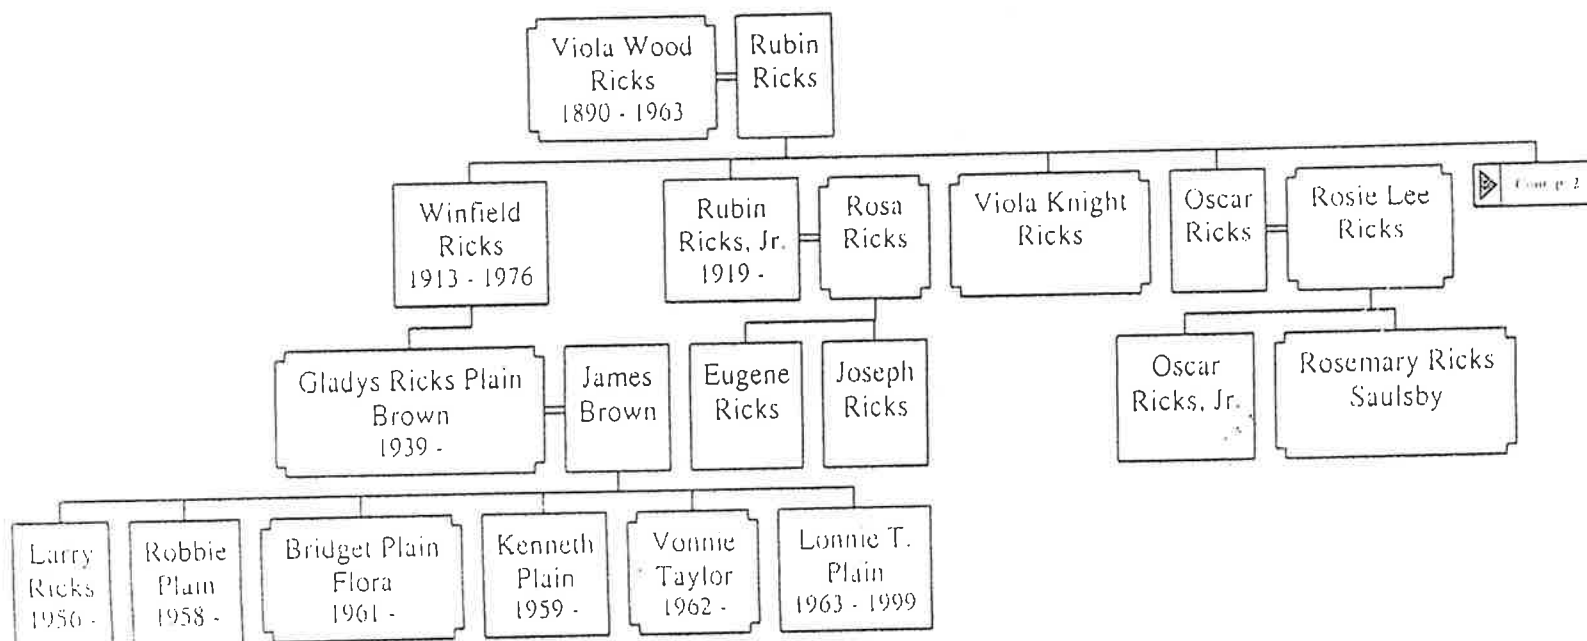 Viola Wood
Ricks
1890 - 1963
Rubin
Ricks
Winfield
Ricks
1913 - 1976
Rubin
Ricks, Jr.
1919 -
Rosa
Ricks
Viola Knight
Ricks
Oscar
Ricks
Rosie Lee
Ricks
Cont p. 2
Gladys Ricks Plain
Brown
1939 -
James
Brown
Eugene
Ricks
Joseph
Ricks
Oscar
Ricks, Jr.
Rosemary Ricks
Saulsby
Larry
Ricks
1956 -
Robbie
Plain
1958 -
Bridget Plain
Flora
1961 -
Kenneth
Plain
1959 -
Vonnie
Taylor
1962 -
Lonnie T.
Plain
1963 - 1999